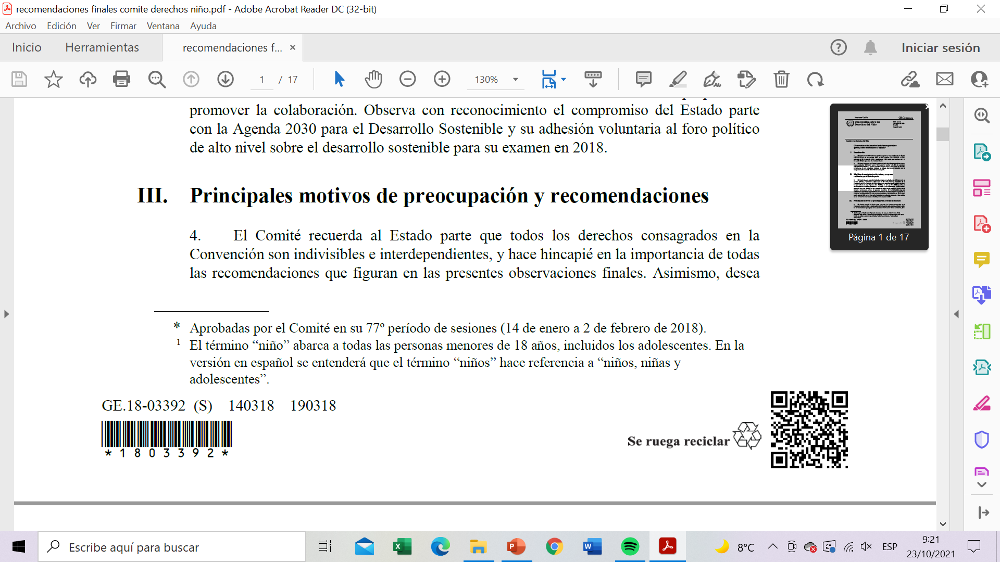 recomendaciones finales comite derechos niño.pdf - Adobe Acrobat Reader DC (32-bit)
Archivo Edición Ver Firmar Ventana Ayuda
Inicio Herramientas recomendaciones f... × Iniciar sesión
1 / 17 130%
promover la colaboración. Observa con reconocimiento el compromiso del Estado parte
con la Agenda 2030 para el Desarrollo Sostenible y su adhesión voluntaria al foro político
de alto nivel sobre el desarrollo sostenible para su examen en 2018.
III. Principales motivos de preocupación y recomendaciones
4. El Comité recuerda al Estado parte que todos los derechos consagrados en la
Convención son indivisibles e interdependientes, y hace hincapié en la importancia de todas
las recomendaciones que figuran en las presentes observaciones finales. Asimismo, desea
* Aprobadas por el Comité en su 77º período de sesiones (14 de enero a 2 de febrero de 2018).
1 El término “niño” abarca a todas las personas menores de 18 años, incluidos los adolescentes. En la
versión en español se entenderá que el término “niños” hace referencia a “niños, niñas y
adolescentes”.
GE.18-03392 (S) 140318 190318
*1803392*
Se ruega reciclar
Convención sobre los
Derechos del Niño
Página 1 de 17
Escribe aquí para buscar
8°C
ESP
9:21
23/10/2021